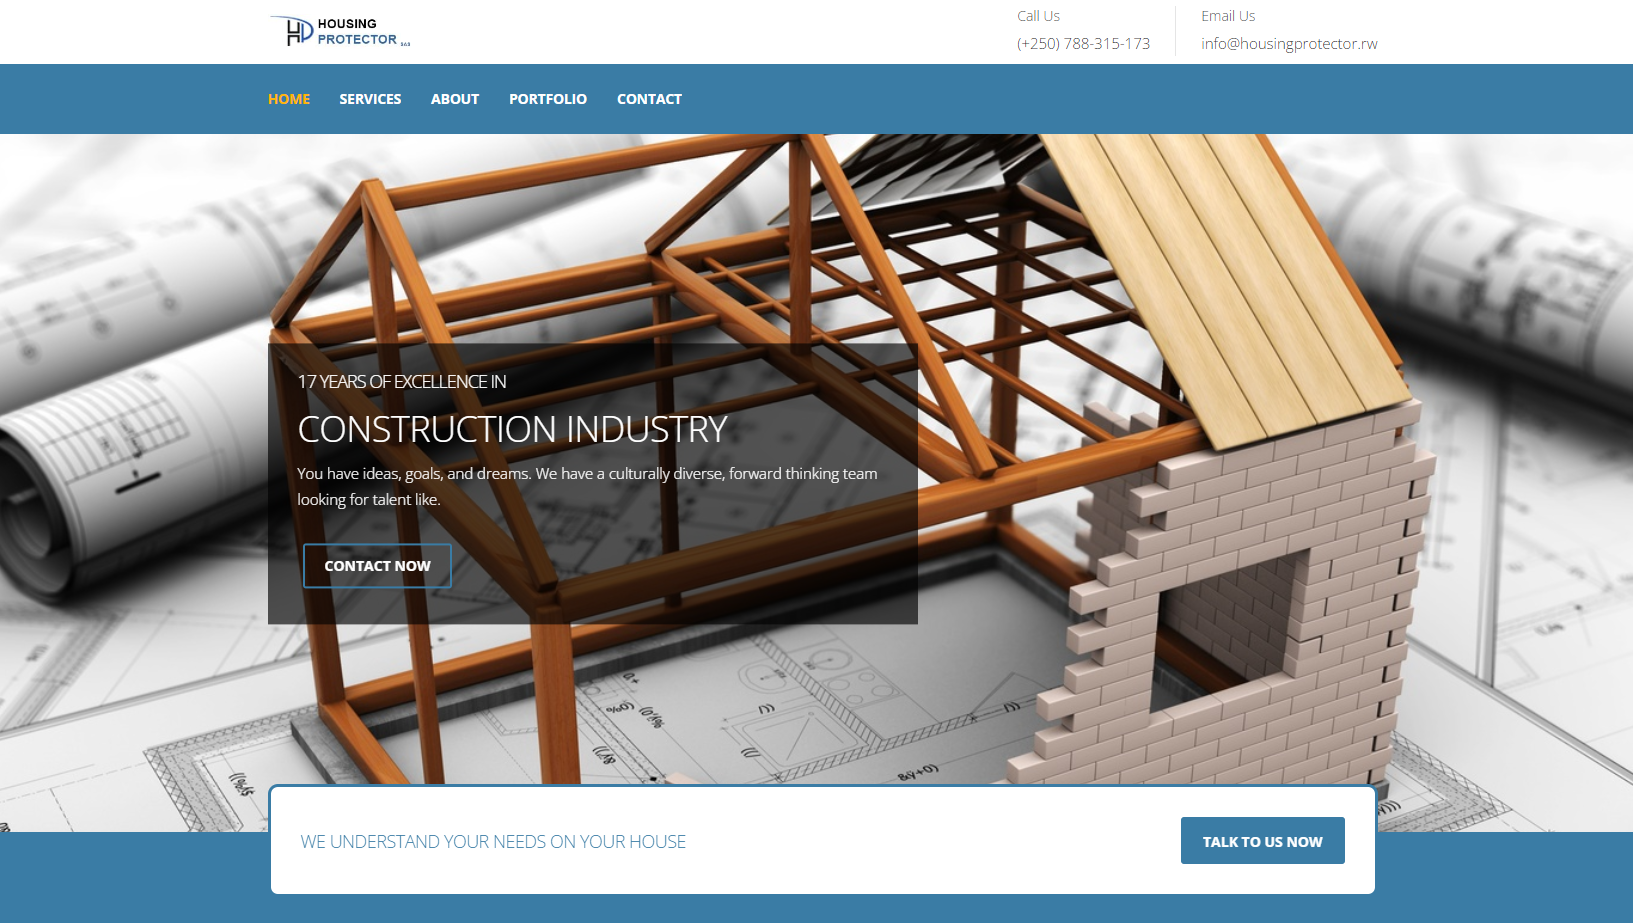 HOUSING
PROTECTOR
Call Us
(+250) 788-315-173
Email Us
info@housingprotector.rw
HOME SERVICES ABOUT PORTFOLIO CONTACT
17 YEARS OF EXCELLENCE IN
CONSTRUCTION INDUSTRY
You have ideas, goals, and dreams. We have a culturally diverse, forward thinking team
looking for talent like.
CONTACT NOW
WE UNDERSTAND YOUR NEEDS ON YOUR HOUSE
TALK TO US NOW